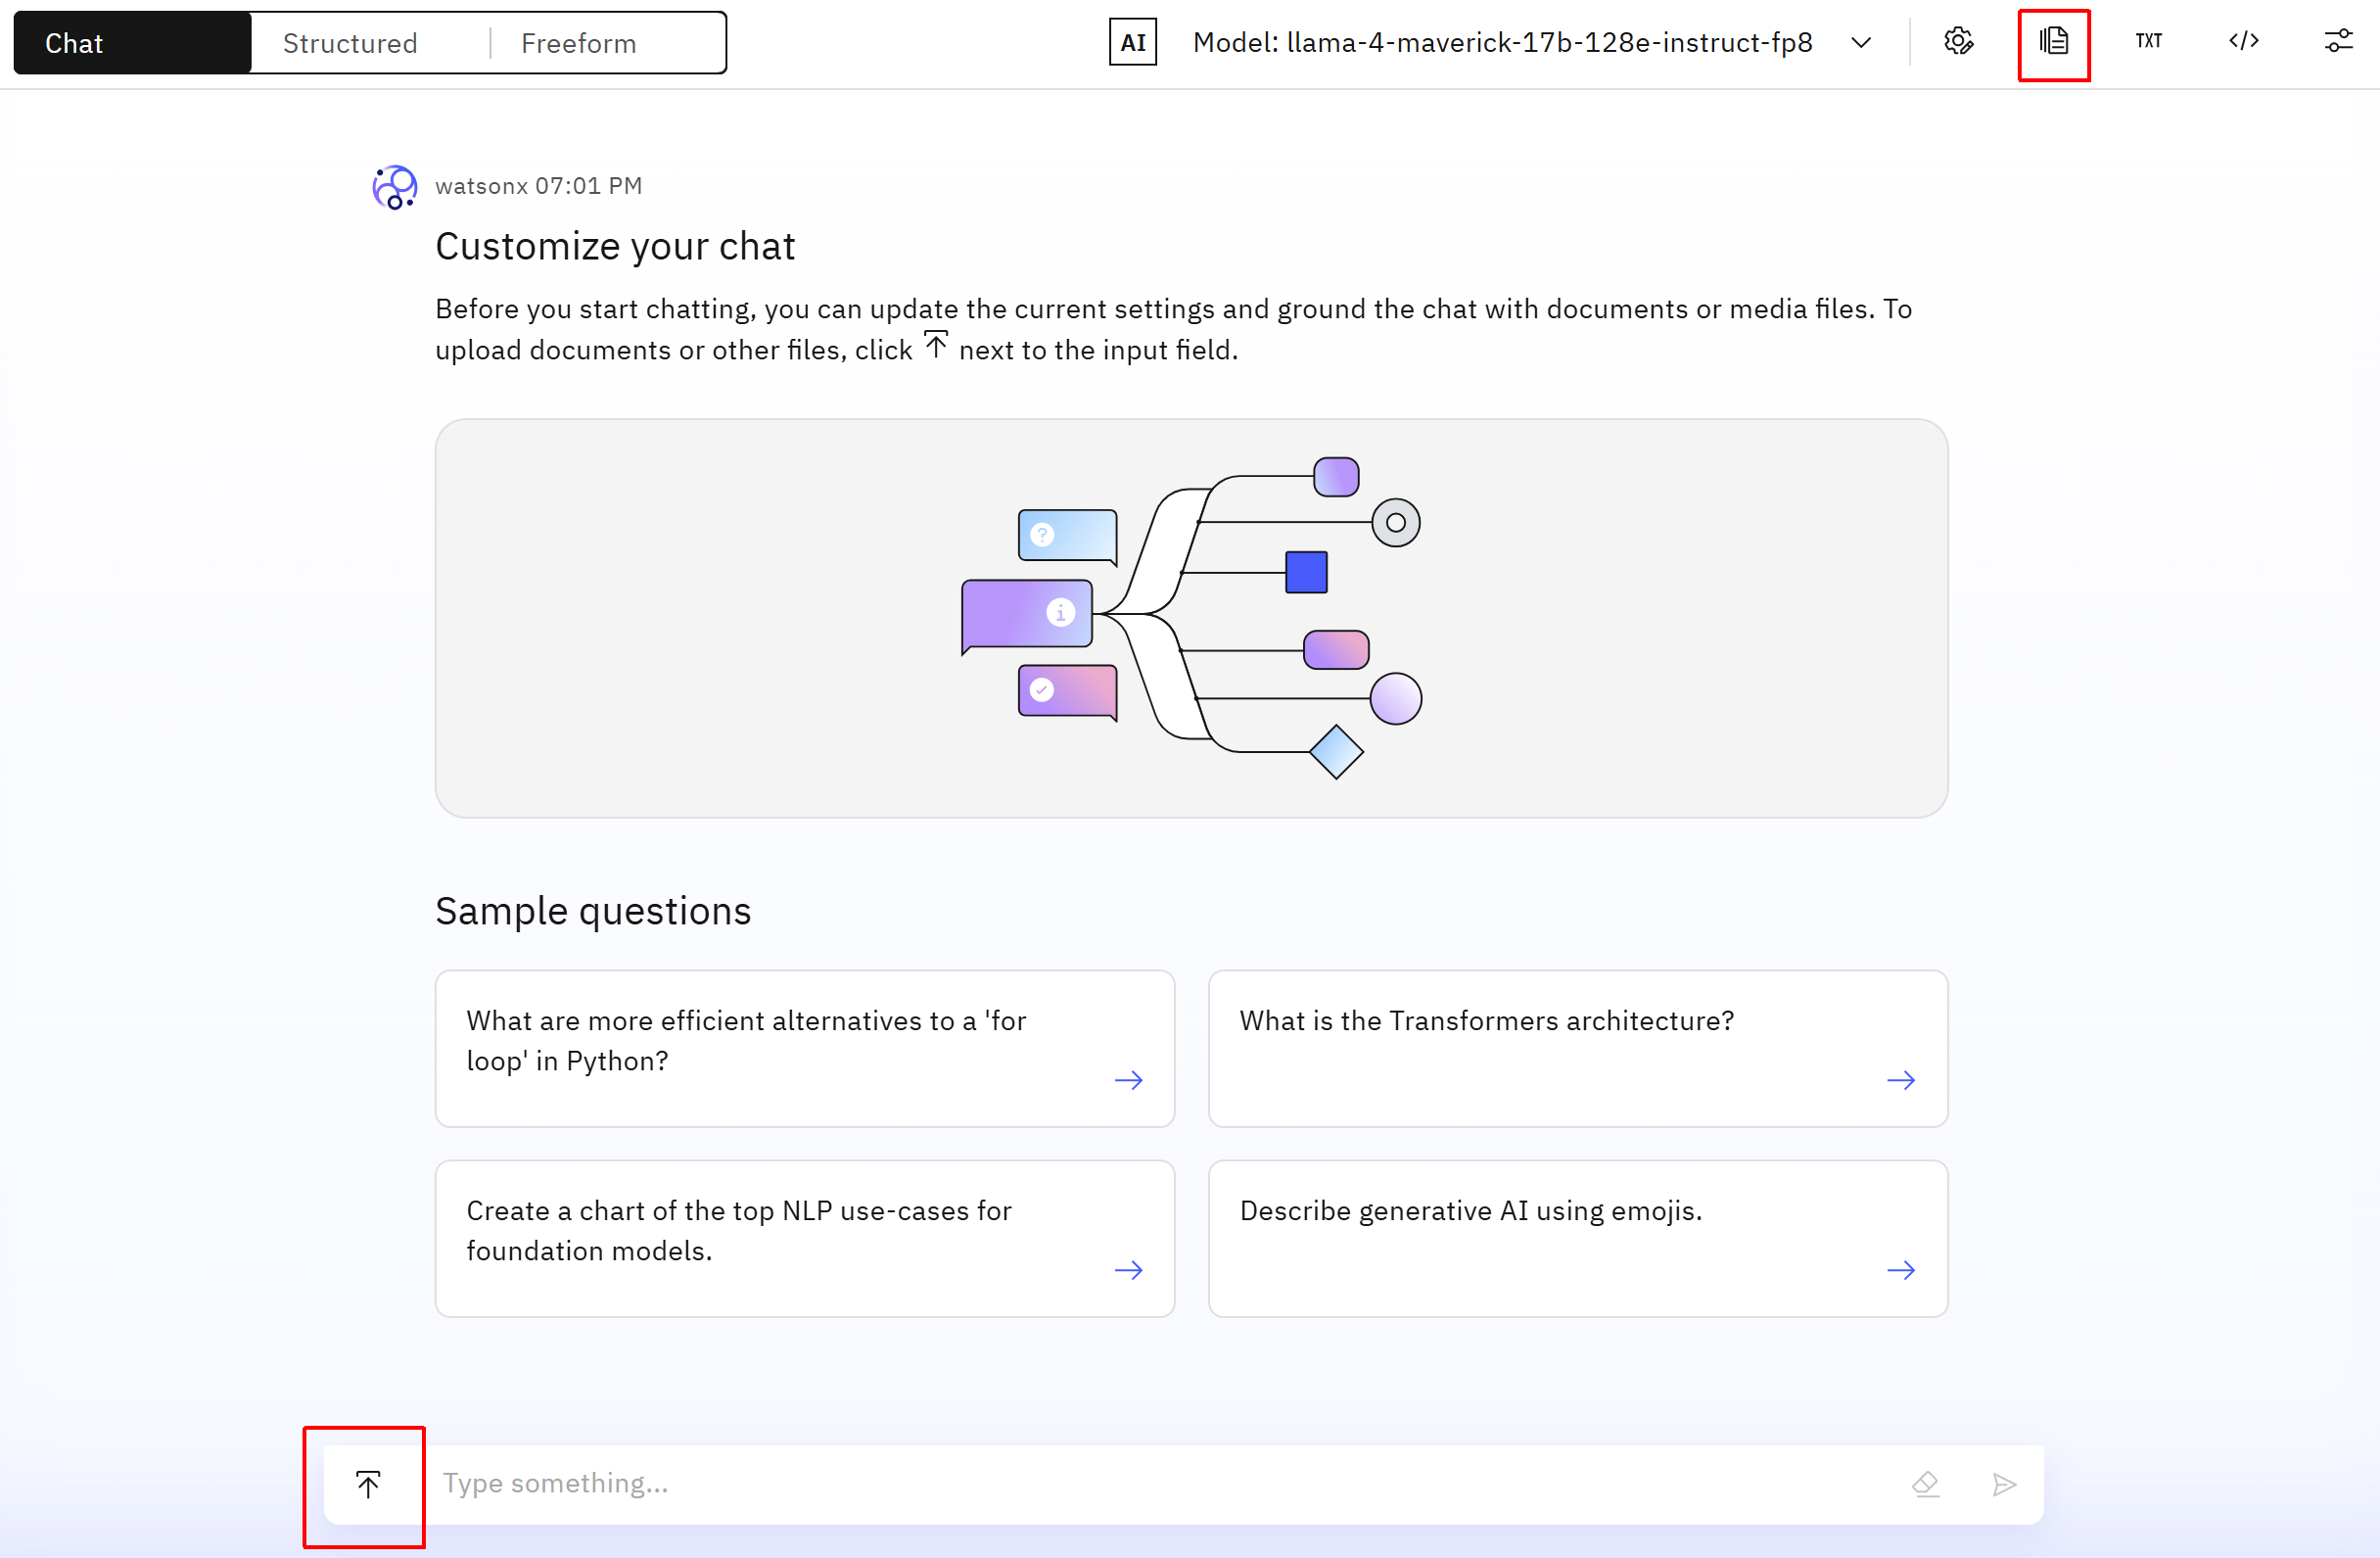 Chat
Structured
Freeform
AI
Model: llama-4-maverick-17b-128e-instruct-fp8
TXT
watsonx 07:01 PM
Customize your chat
Before you start chatting, you can update the current settings and ground the chat with documents or media files. To
upload documents or other files, click next to the input field.
Sample questions
What are more efficient alternatives to a 'for
loop' in Python?
What is the Transformers architecture?
Create a chart of the top NLP use-cases for
foundation models.
Describe generative AI using emojis.
Type something...